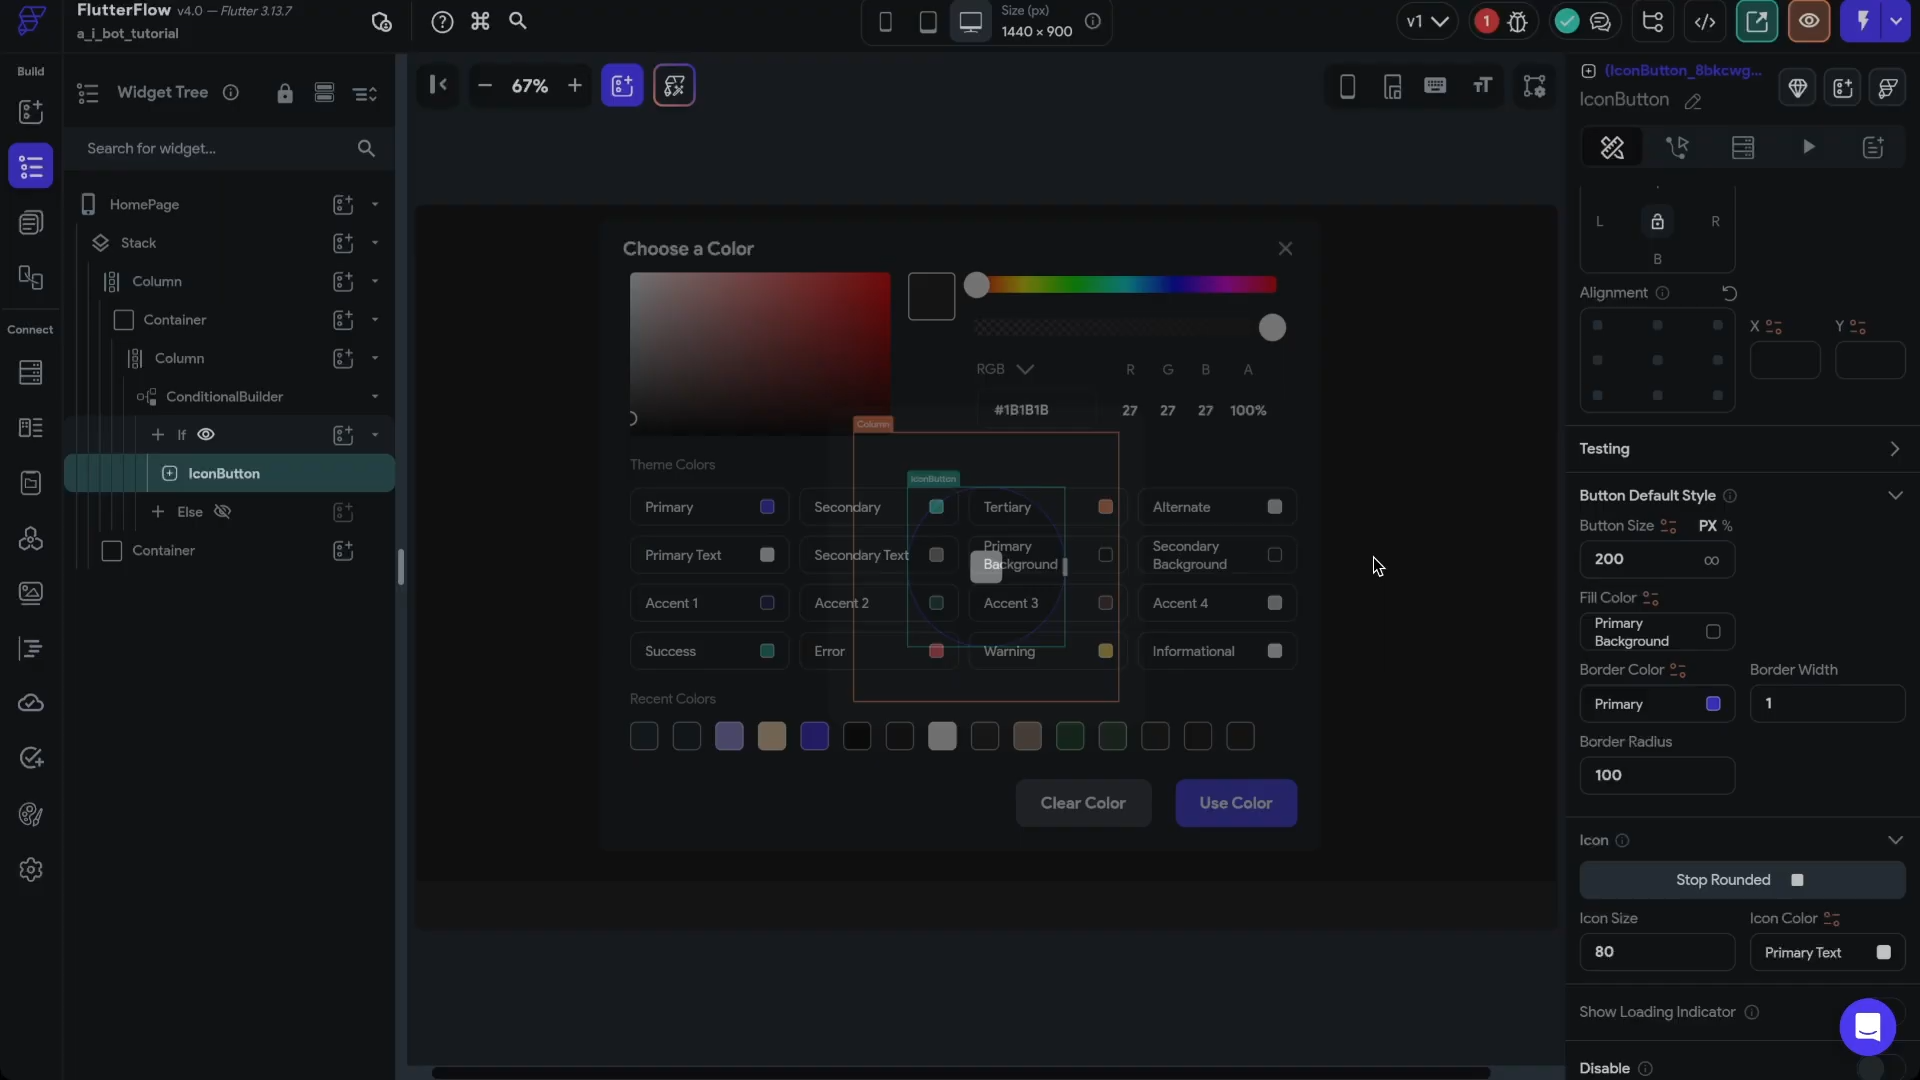 FlutterFlow v4.0 — Flutter 3.13.7
a_i_bot_tutorial
Size (px)
1440 × 900
v1
1
Build
Connect
Widget Tree
Search for widget...
HomePage
Stack
Column
Container
Column
ConditionalBuilder
If
IconButton
Else
Container
67%
Choose a Color
RGB
R G B A
#1B1B1B
27 27 27 100%
Column
IconButton
Theme Colors
Primary
Secondary
Tertiary
Alternate
Primary Text
Secondary Text
Primary
Background
Secondary
Background
Accent 1
Accent 2
Accent 3
Accent 4
Success
Error
Warning
Informational
Recent Colors
Clear Color
Use Color
(IconButton_8bkcwg...
IconButton
L
R
B
Alignment
X
Y
Testing
Button Default Style
Button Size PX %
200
Fill Color
Primary
Background
Border Color
Border Width
Primary
1
Border Radius
100
Icon
Stop Rounded
Icon Size
Icon Color
80
Primary Text
Show Loading Indicator
Disable